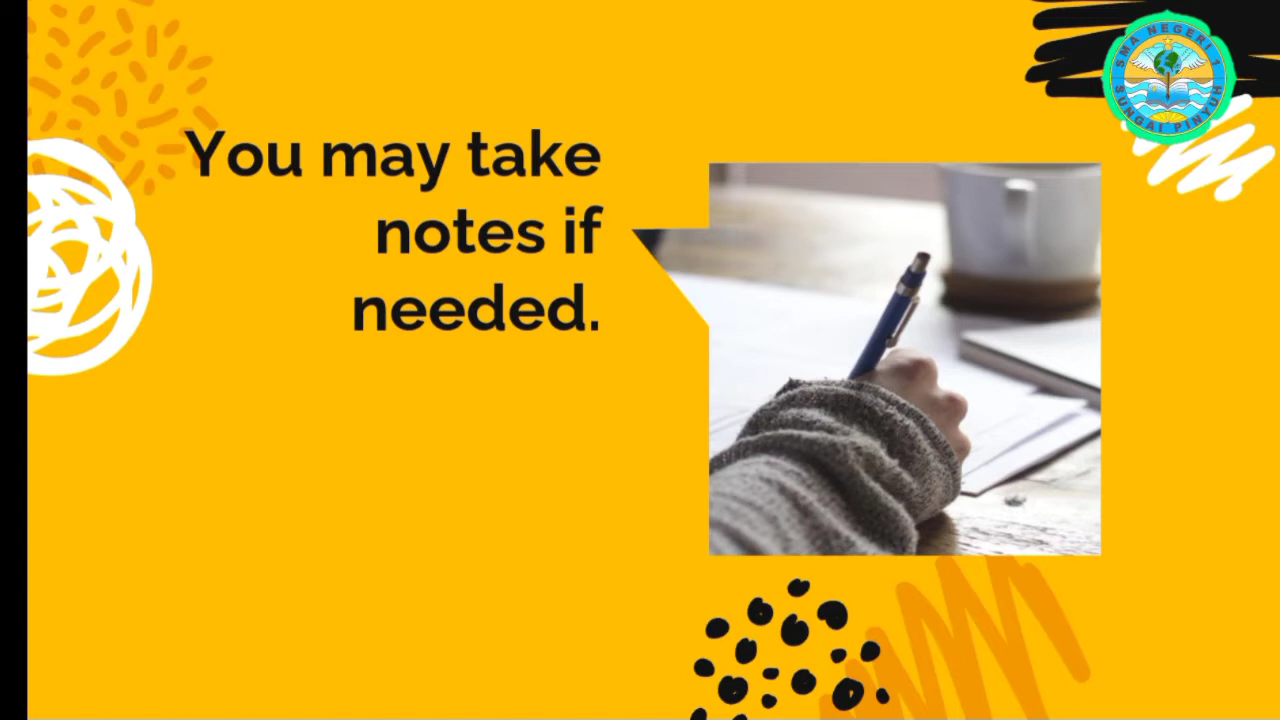 You may take
notes if
needed.
SMA NEGERI 1
SUNGAI PINYUH